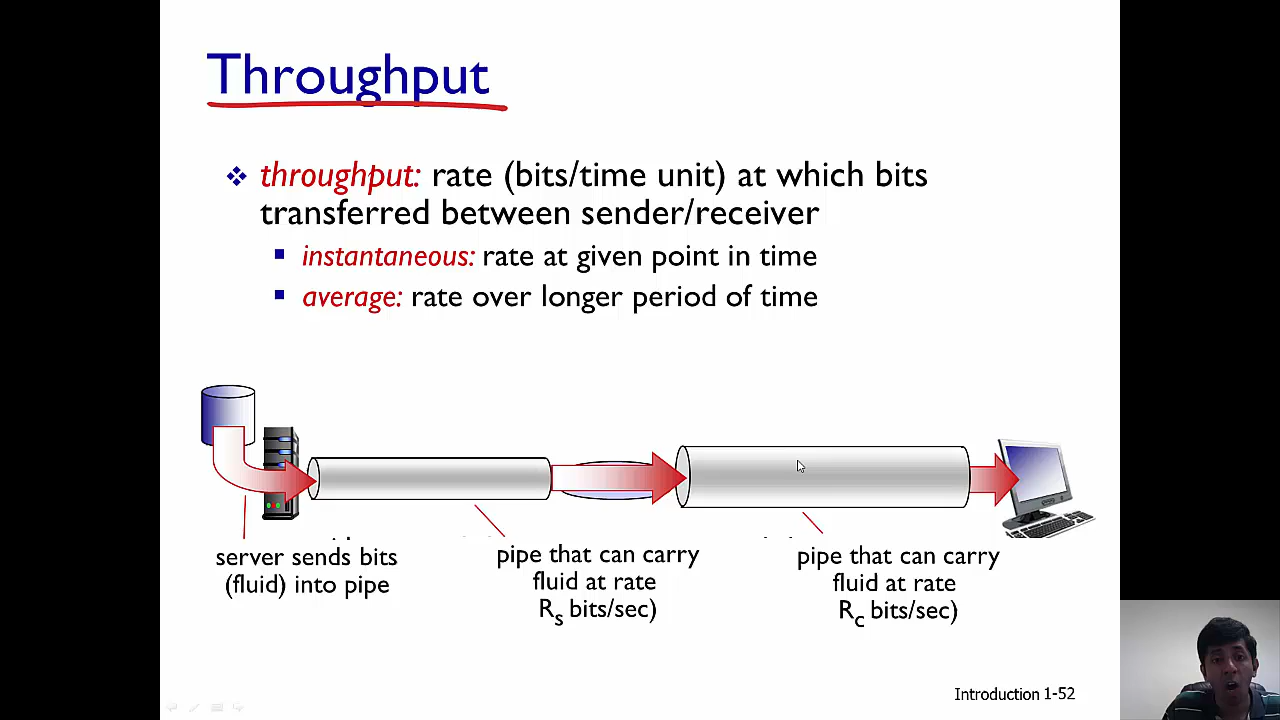 Throughput
throughput: rate (bits/time unit) at which bits
transferred between sender/receiver
instantaneous: rate at given point in time
average: rate over longer period of time
server sends bits
(fluid) into pipe
pipe that can carry
fluid at rate
Rs bits/sec)
pipe that can carry
fluid at rate
Rc bits/sec)
Introduction 1-52